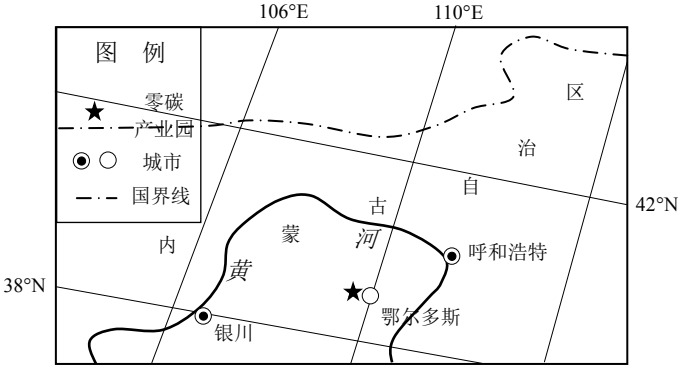 106°E
110°E
图 例
零碳
产业园
城市
国界线
区
治
自
古
蒙
内
42°N
黄
河
呼和浩特
38°N
鄂尔多斯
银川